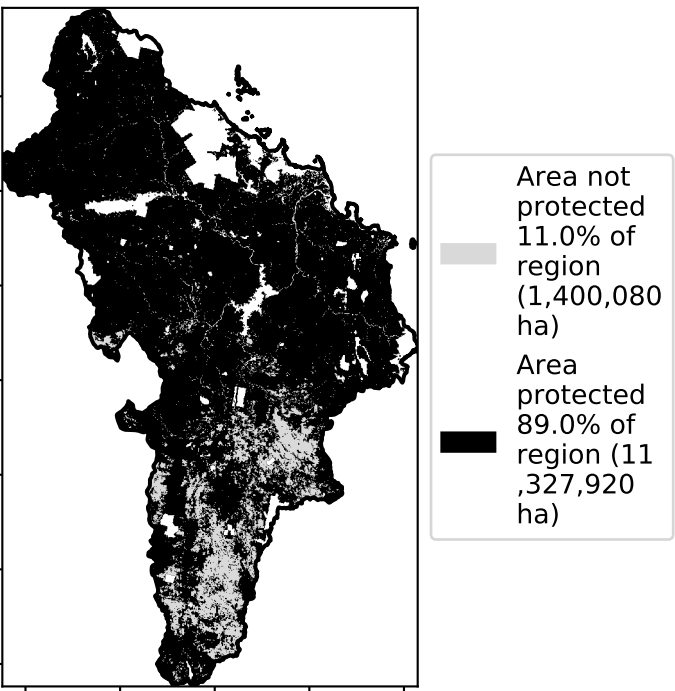 Area not
protected
11.0% of
region
(1,400,080
ha)
Area
protected
89.0% of
region (11
,327,920
ha)